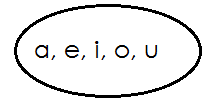 a, e, i, o, u